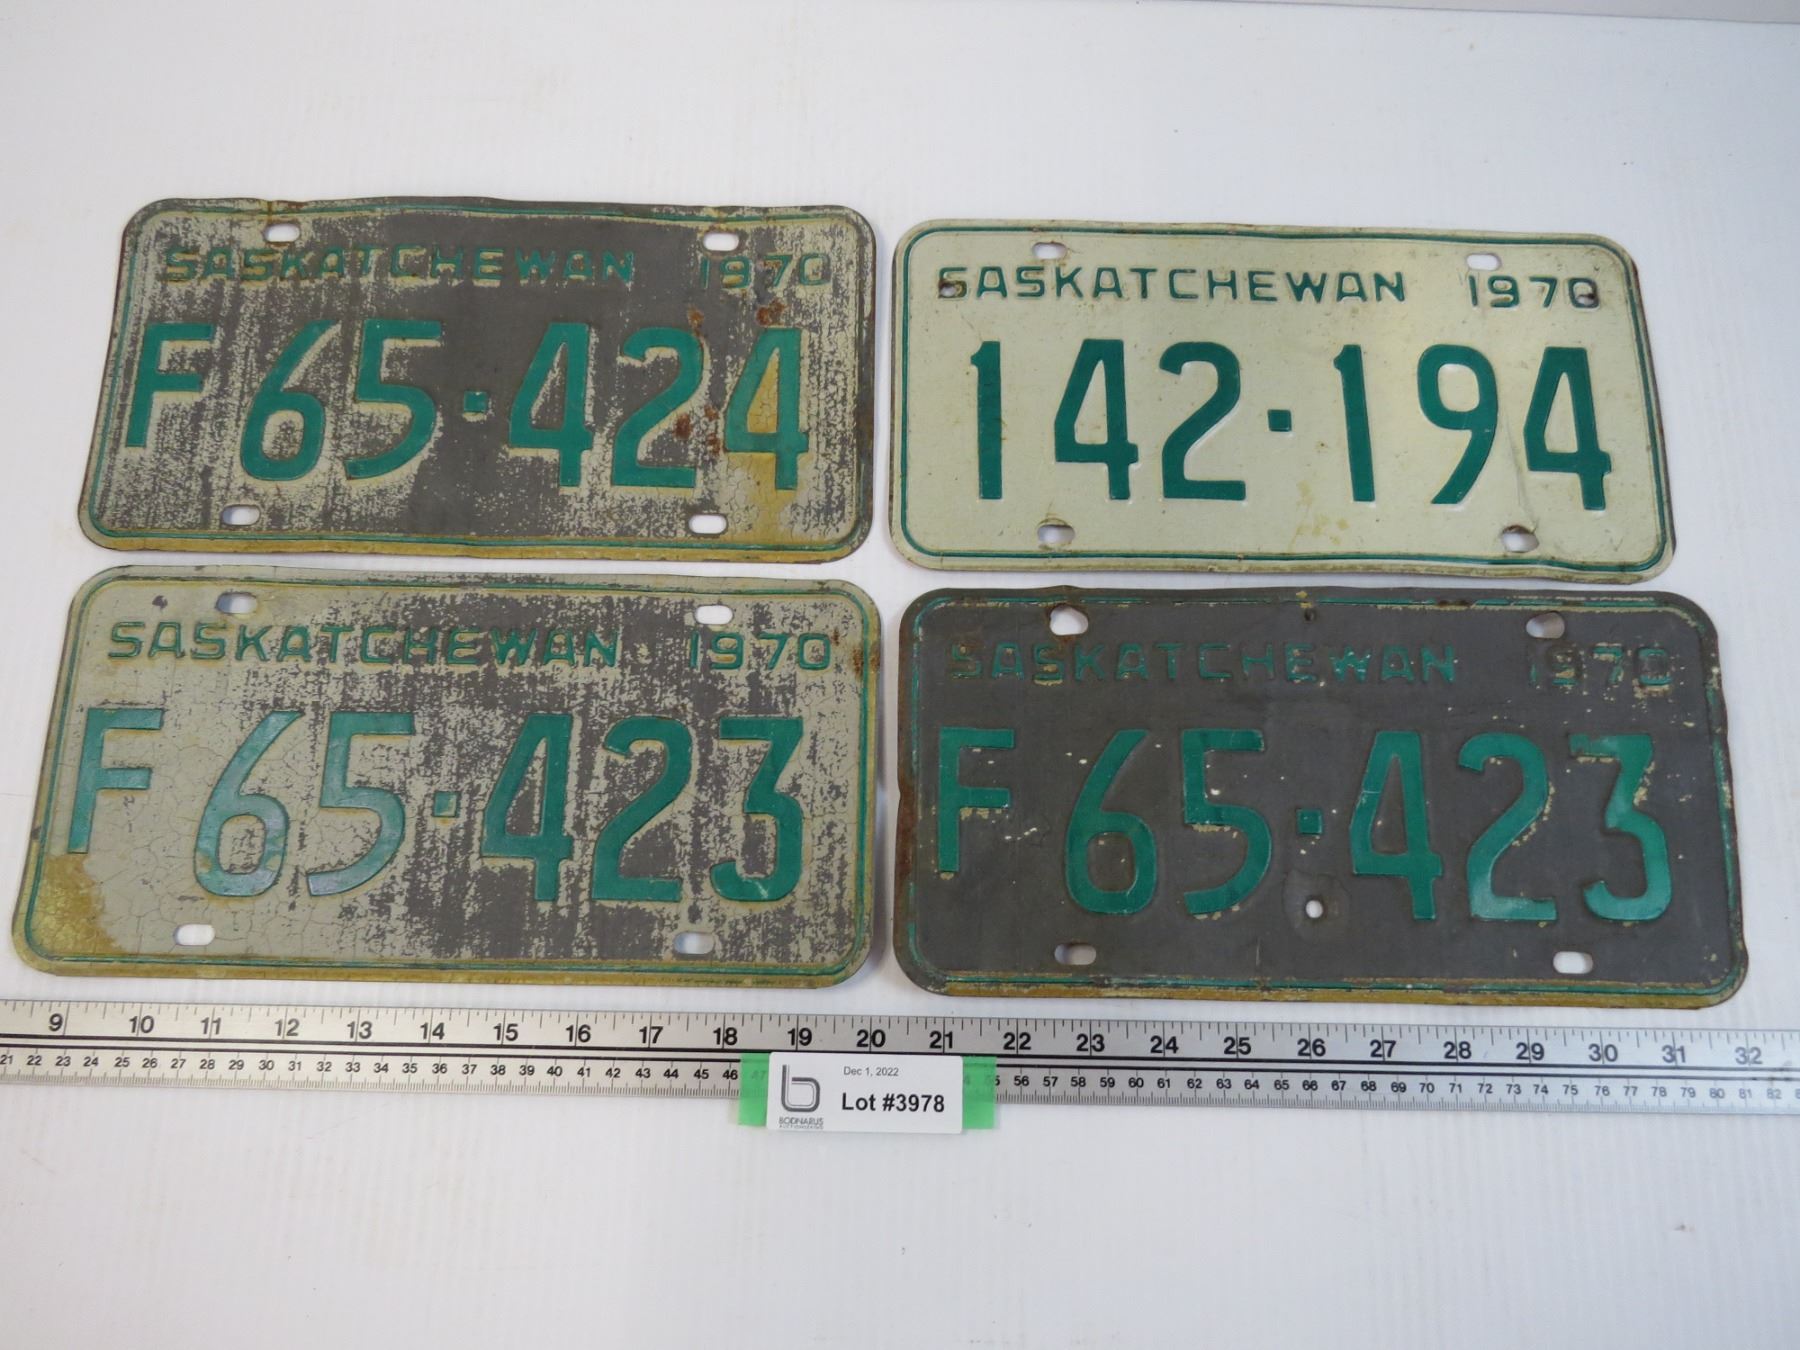 SASKATCHEWAN 1970
F65·424
SASKATCHEWAN 1970
142·194
SASKATCHEWAN 1970
F65·423
SASKATCHEWAN 1970
F65·423
9 10 11 12 13 14 15 16 17 18 19 20 21 22 23 24 25 26 27 28 29 30 31 32
21 22 23 24 25 26 27 28 29 30 31 32 33 34 35 36 37 38 39 40 41 42 43 44 45 46 47 55 56 57 58 59 60 61 62 63 64 65 66 67 68 69 70 71 72 73 74 75 76 77 78 79 80 81 82
Dec 1, 2022
Lot #3978
b
BODNARUS
AUCTIONEERING